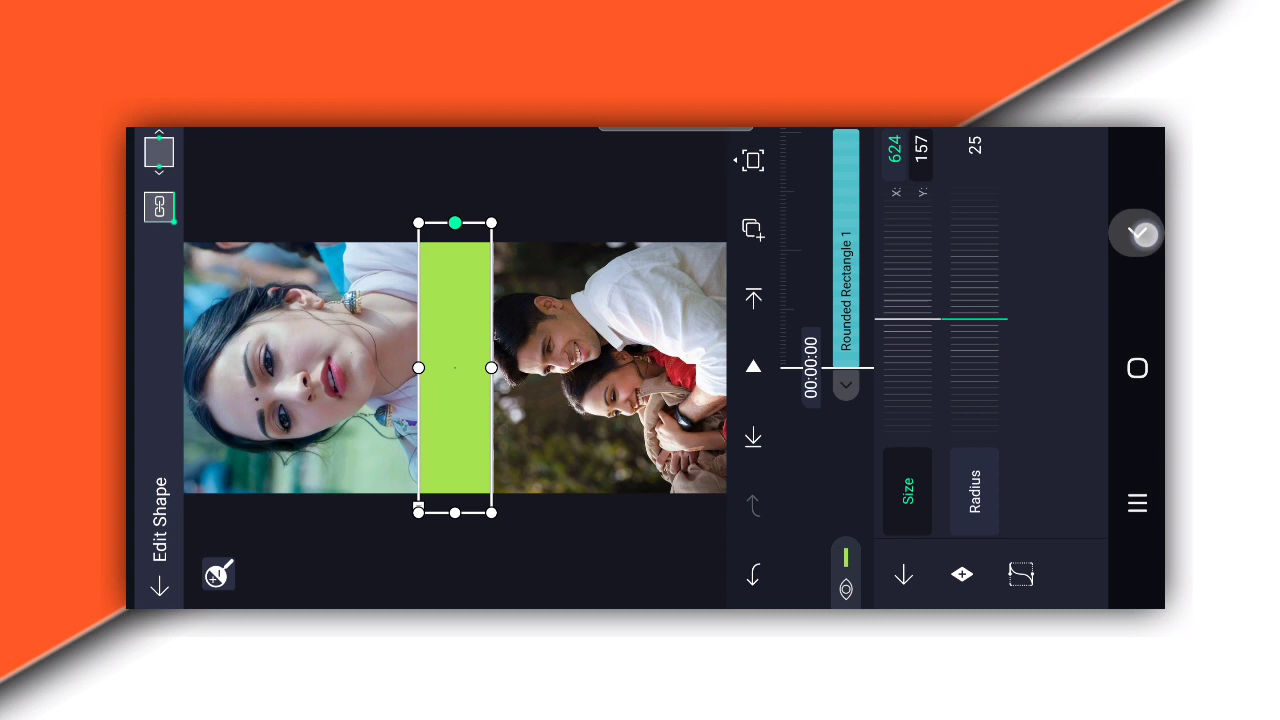 Edit Shape
00:00:00
Rounded Rectangle 1
Size
X: 624
Y: 157
Radius
25